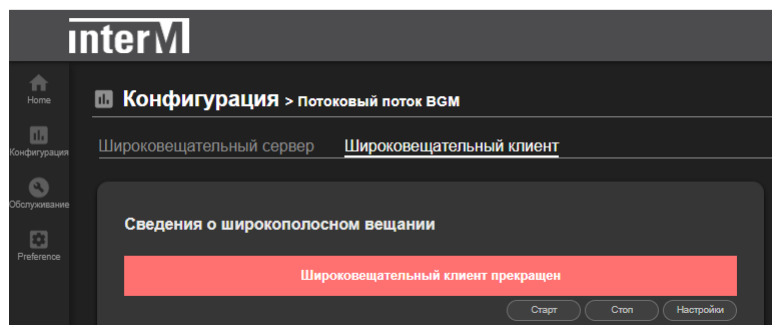 interM
Home
Конфигурация > Потоковый поток BGM
Конфигурация
Широковещательный сервер Широковещательный клиент
Обслуживание
Сведения о широкополосном вещании
Preference
Широковещательный клиент прекращен
Старт Стоп Настройки